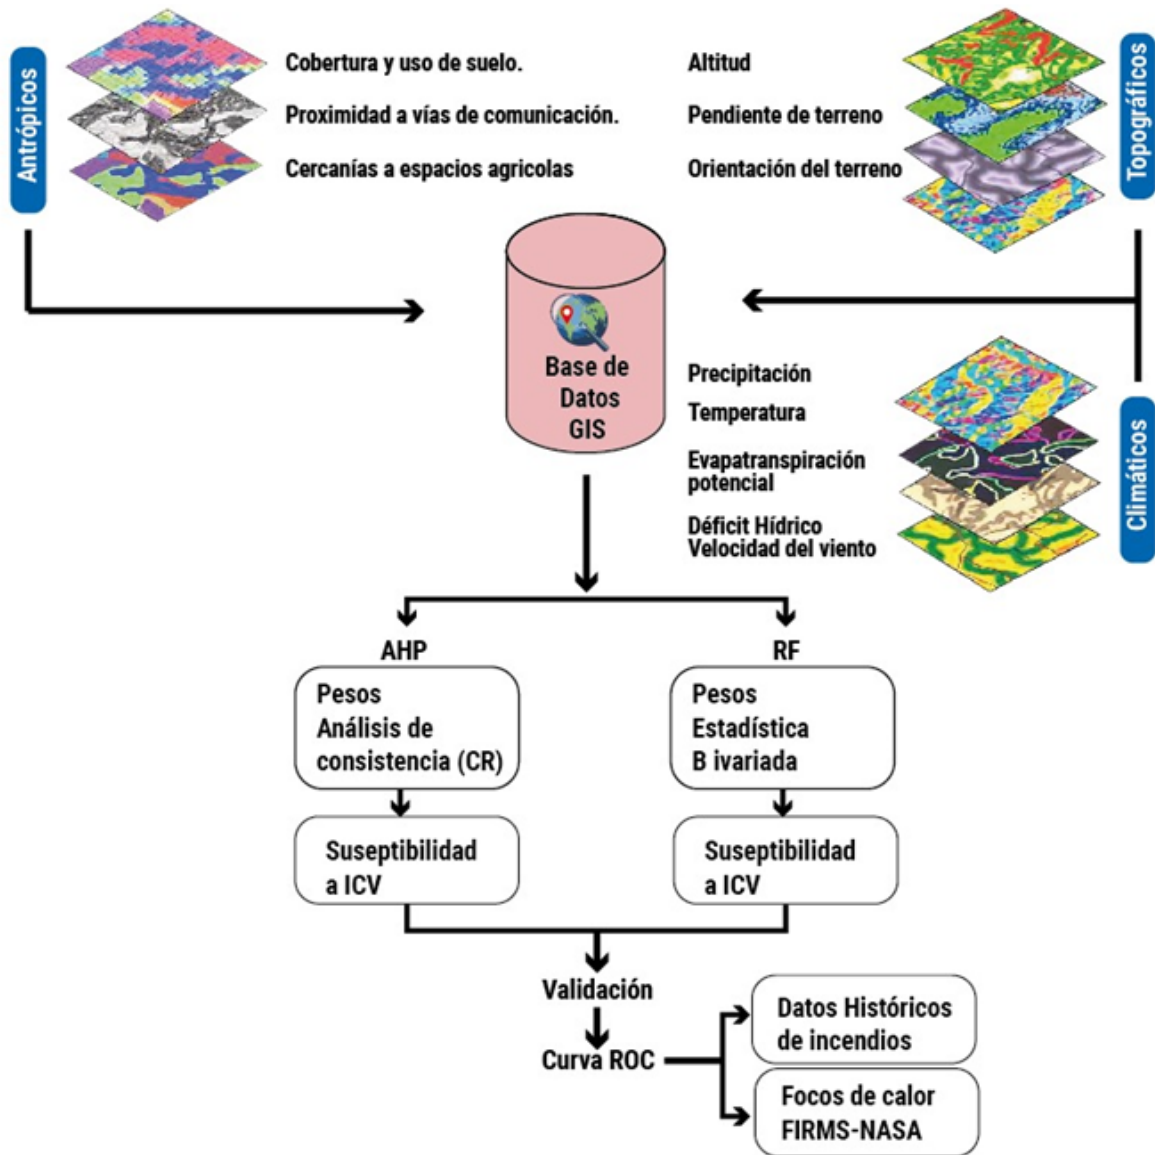 Antrópicos
Cobertura y uso de suelo.
Proximidad a vías de comunicación.
Cercanías a espacios agricolas
Altitud
Pendiente de terreno
Orientación del terreno
Topográficos
Base de
Datos
GIS
Precipitación
Temperatura
Evapatranspiración
potencial
Déficit Hídrico
Velocidad del viento
Climáticos
AHP
Pesos
Análisis de
consistencia (CR)
Suseptibilidad
a ICV
RF
Pesos
Estadística
B ivariada
Suseptibilidad
a ICV
Validación
Curva ROC
Datos Históricos
de incendios
Focos de calor
FIRMS-NASA